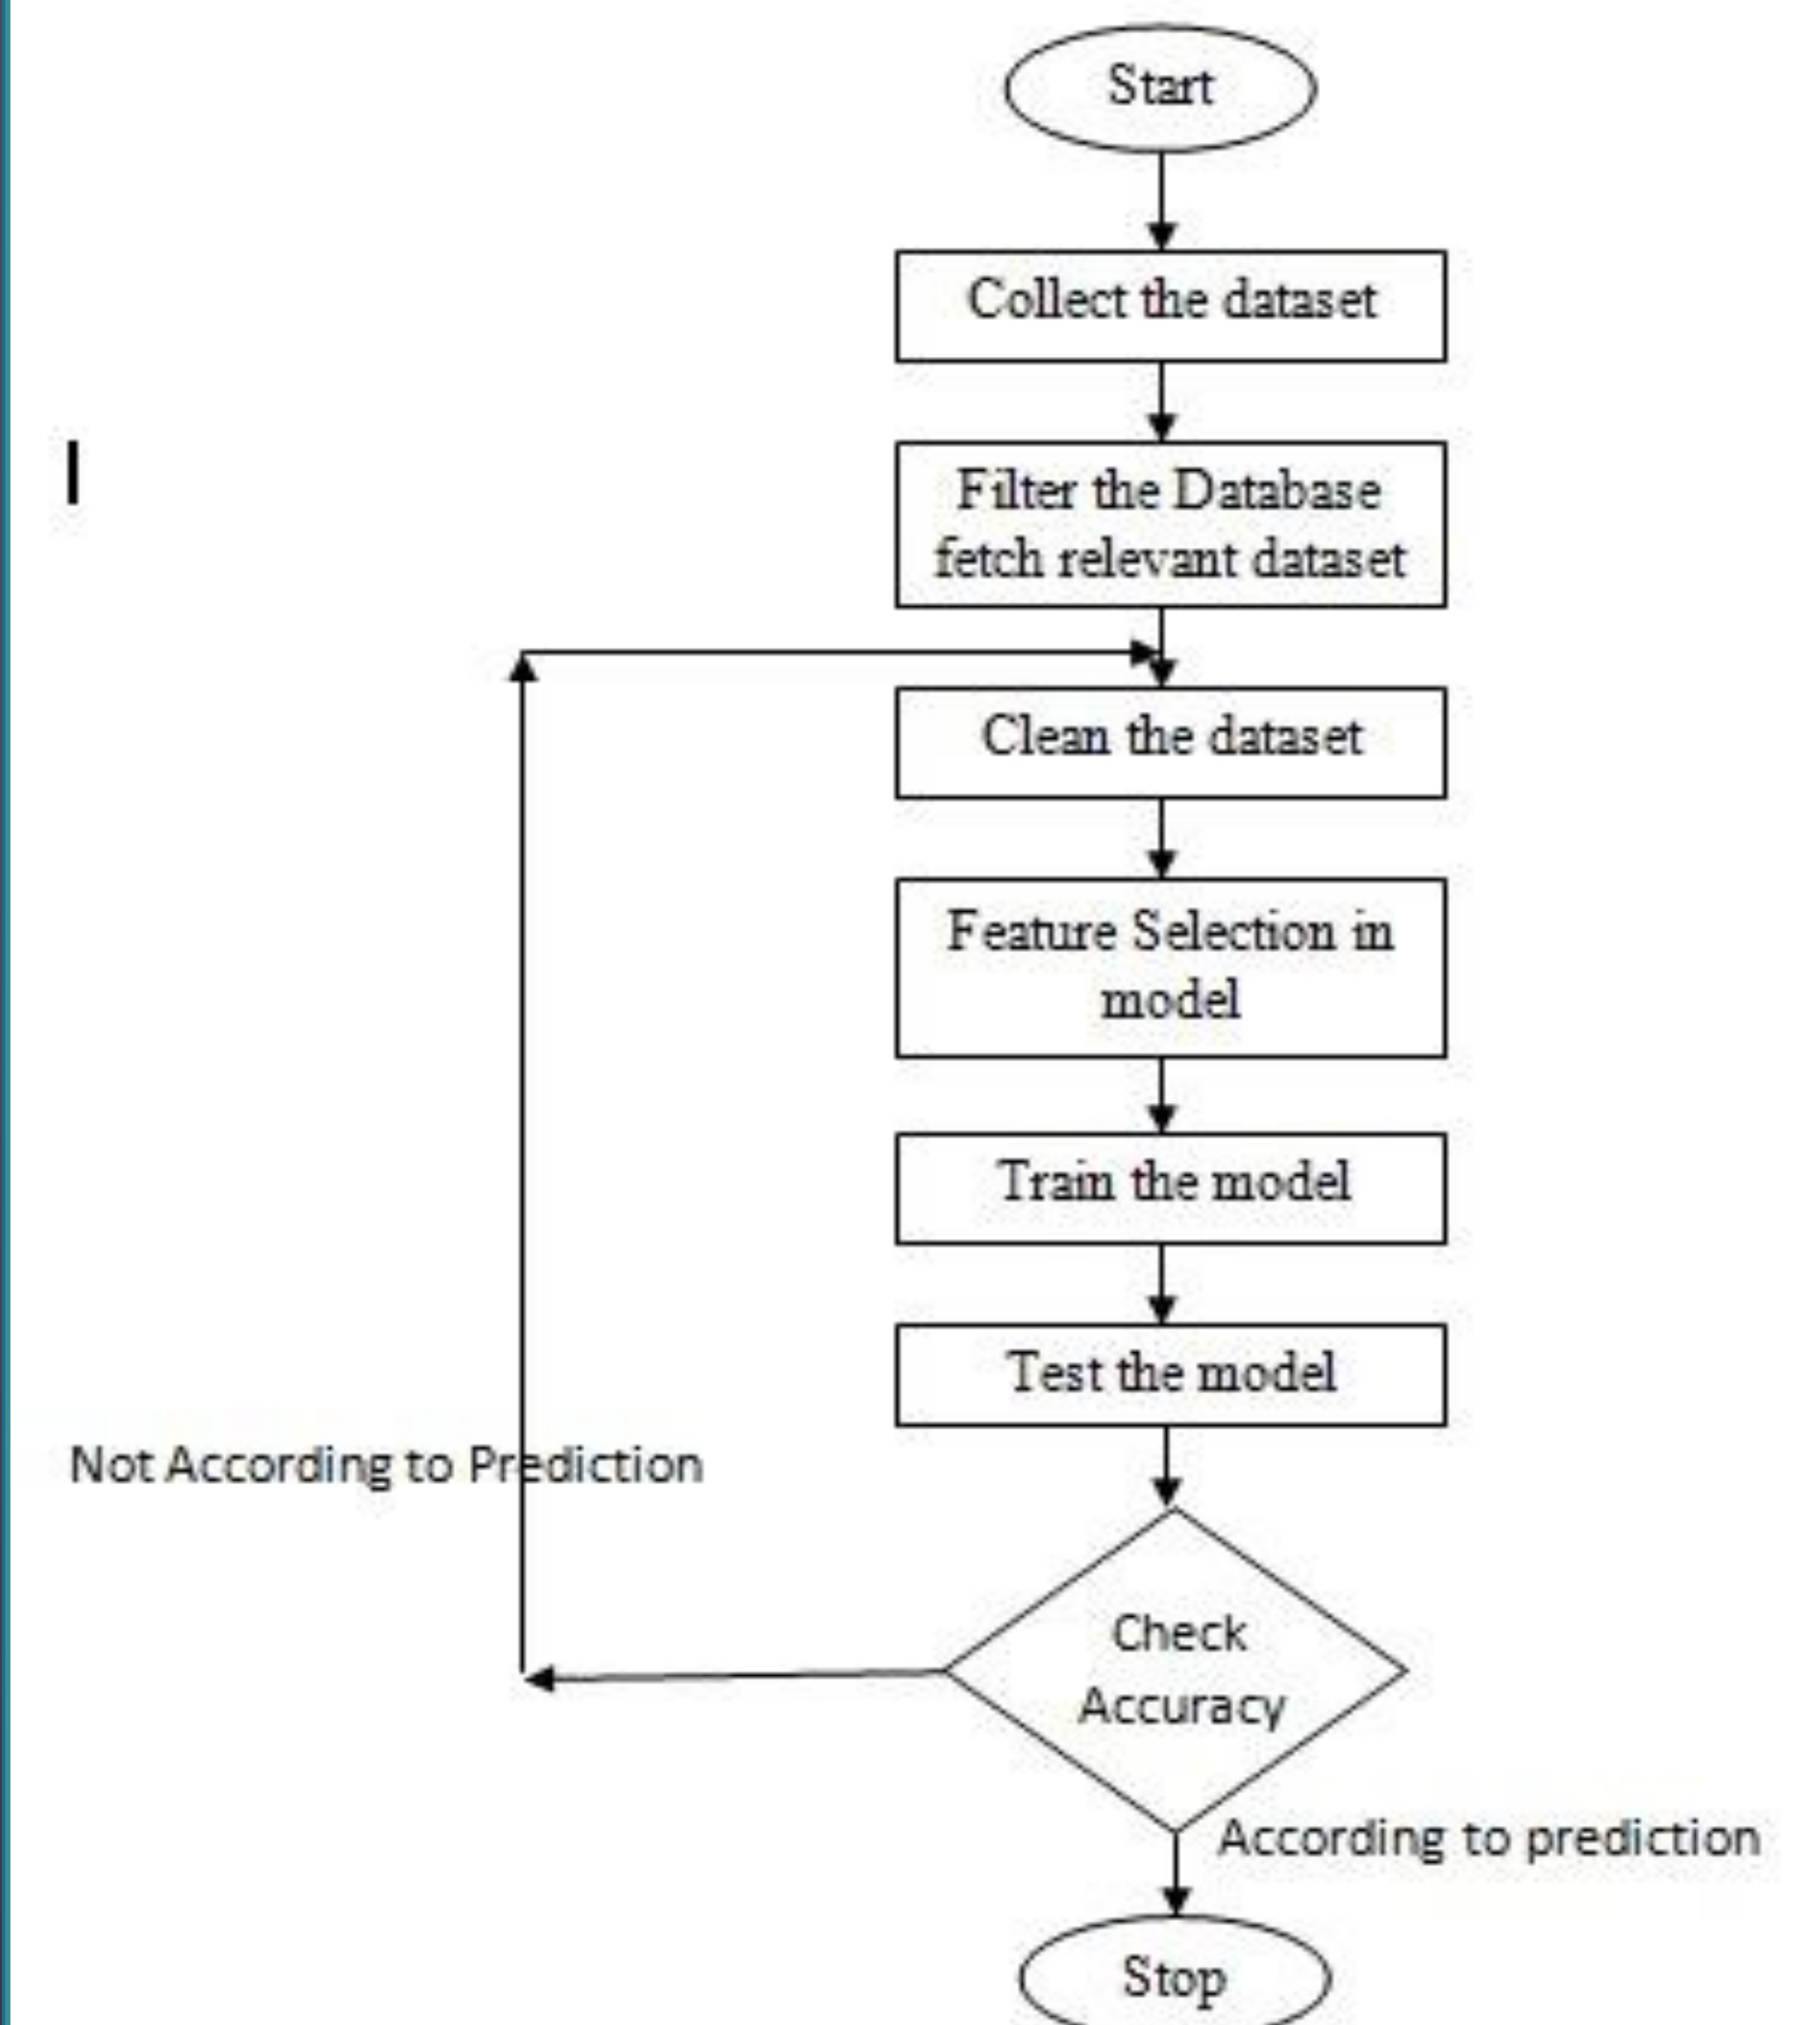 Start
Collect the dataset
Filter the Database
fetch relevant dataset
Clean the dataset
Feature Selection in
model
Train the model
Test the model
Not According to Prediction
Check
Accuracy
According to prediction
Stop